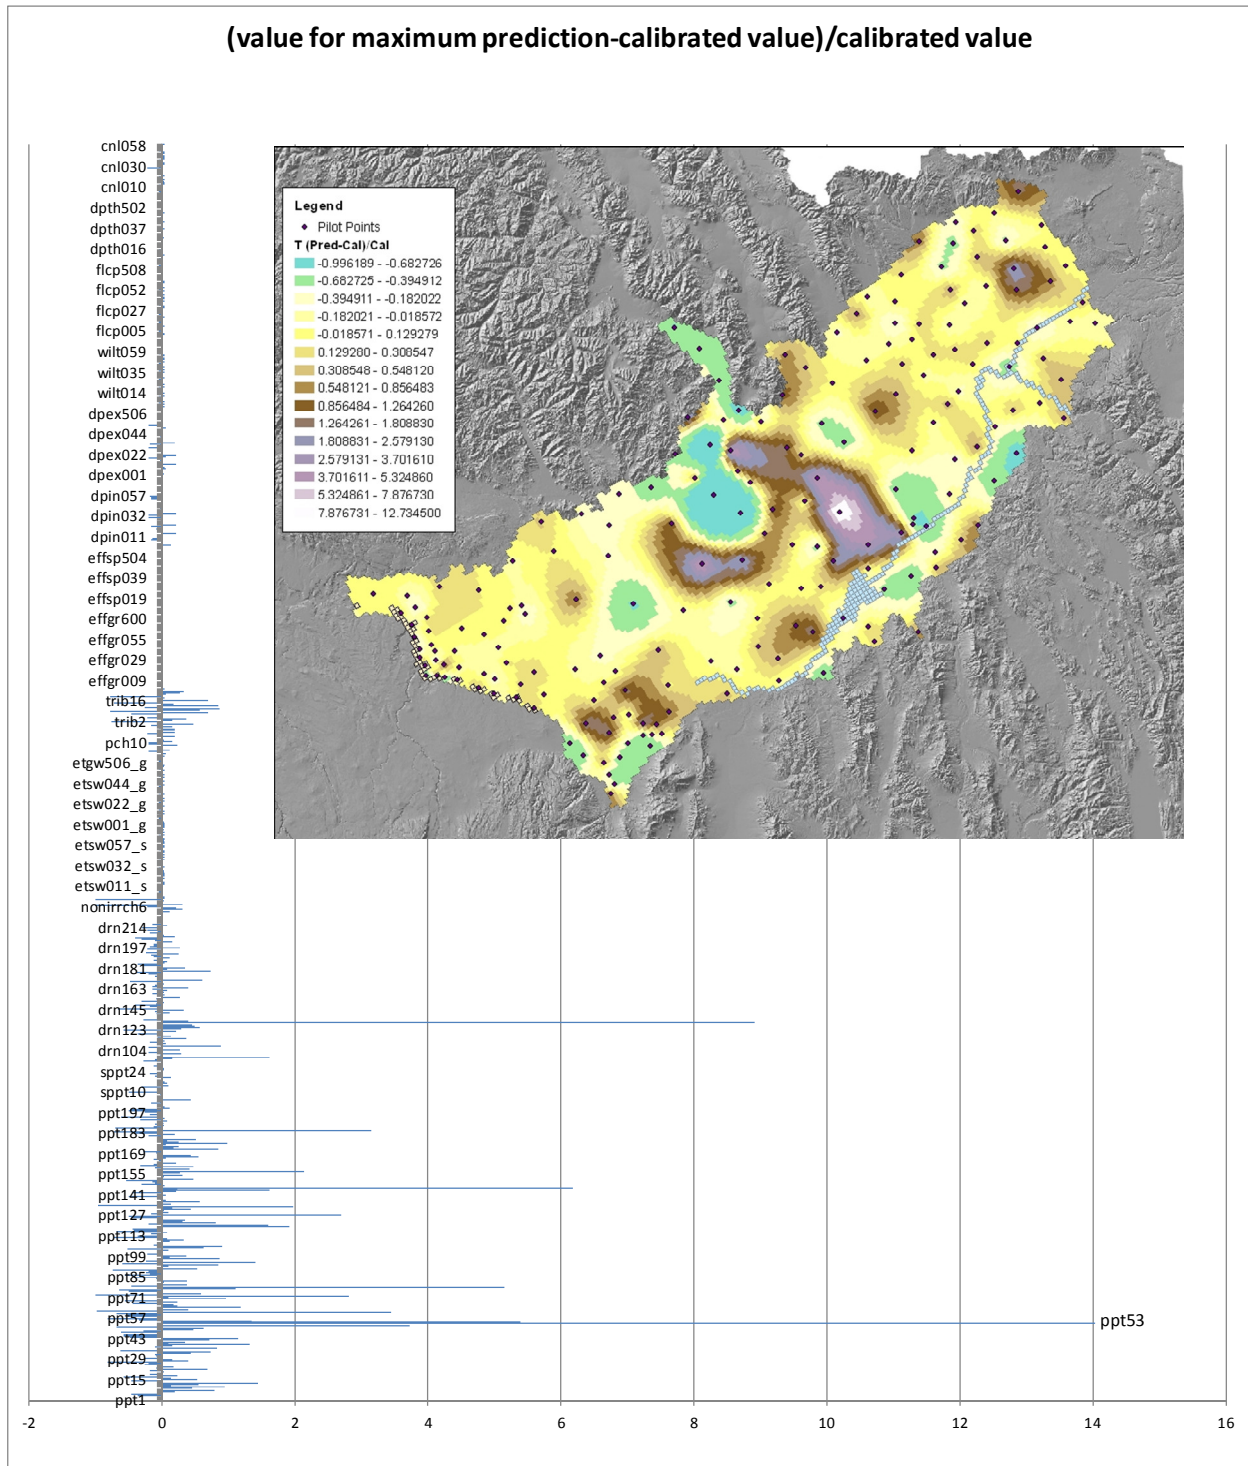 (value for maximum prediction-calibrated value)/calibrated value
cnl058
cnl030
cnl010
dpth502
dpth037
dpth016
flcp508
flcp052
flcp027
flcp005
wilt059
wilt035
wilt014
dpex506
dpex044
dpex022
dpex001
dpin057
dpin032
dpin011
effsp504
effsp039
effsp019
effgr600
effgr055
effgr029
effgr009
trib16
trib2
pch10
etgw506_g
etsw044_g
etsw022_g
etsw001_g
etsw057_s
etsw032_s
etsw011_s
nonirrch6
drn214
drn197
drn181
drn163
drn145
drn123
drn104
sppt24
sppt10
ppt197
ppt183
ppt169
ppt155
ppt141
ppt127
ppt113
ppt99
ppt85
ppt71
ppt57
ppt43
ppt29
ppt15
ppt1
Legend
Pilot Points
T (Pred-Cal)/Cal
-0.996189 - -0.682726
-0.682725 - -0.394912
-0.394911 - -0.182022
-0.182021 - -0.018572
-0.018571 - 0.129279
0.129280 - 0.308547
0.308548 - 0.548120
0.548121 - 0.856483
0.856484 - 1.264260
1.264261 - 1.808830
1.808831 - 2.579130
2.579131 - 3.701610
3.701611 - 5.324860
5.324861 - 7.876730
7.876731 - 12.734500
ppt53
-2 0 2 4 6 8 10 12 14 16